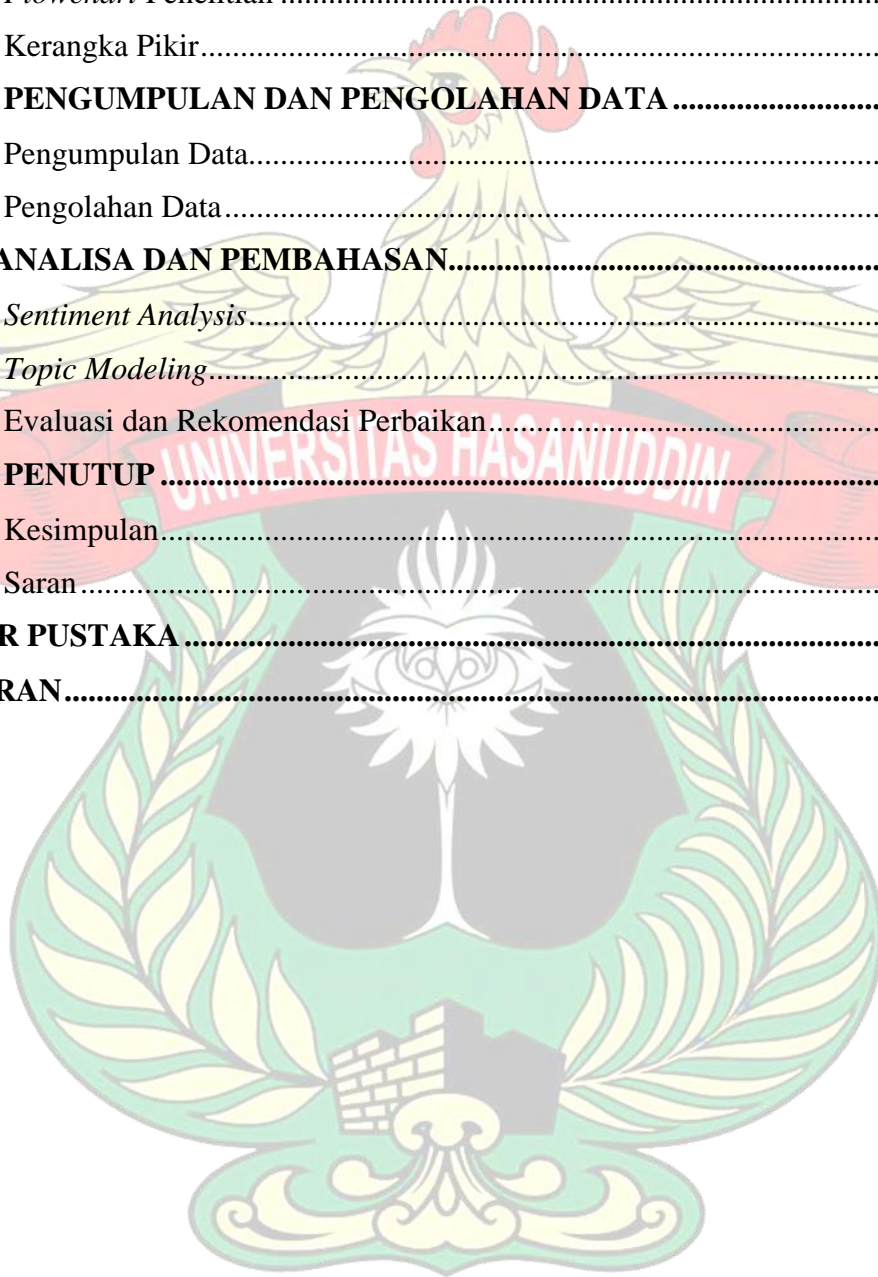 Flowchart Penelitian ........................................................................
Kerangka Pikir........................................................................
PENGUMPULAN DAN PENGOLAHAN DATA ..........................
Pengumpulan Data........................................................................
Pengolahan Data........................................................................
ANALISA DAN PEMBAHASAN......................................................
Sentiment Analysis........................................................................
Topic Modeling........................................................................
Evaluasi dan Rekomendasi Perbaikan................................................
PENUTUP ........................................................................
UNIVERSITAS HASANUDDIN
Kesimpulan........................................................................
Saran ........................................................................
R PUSTAKA ........................................................................
RAN........................................................................